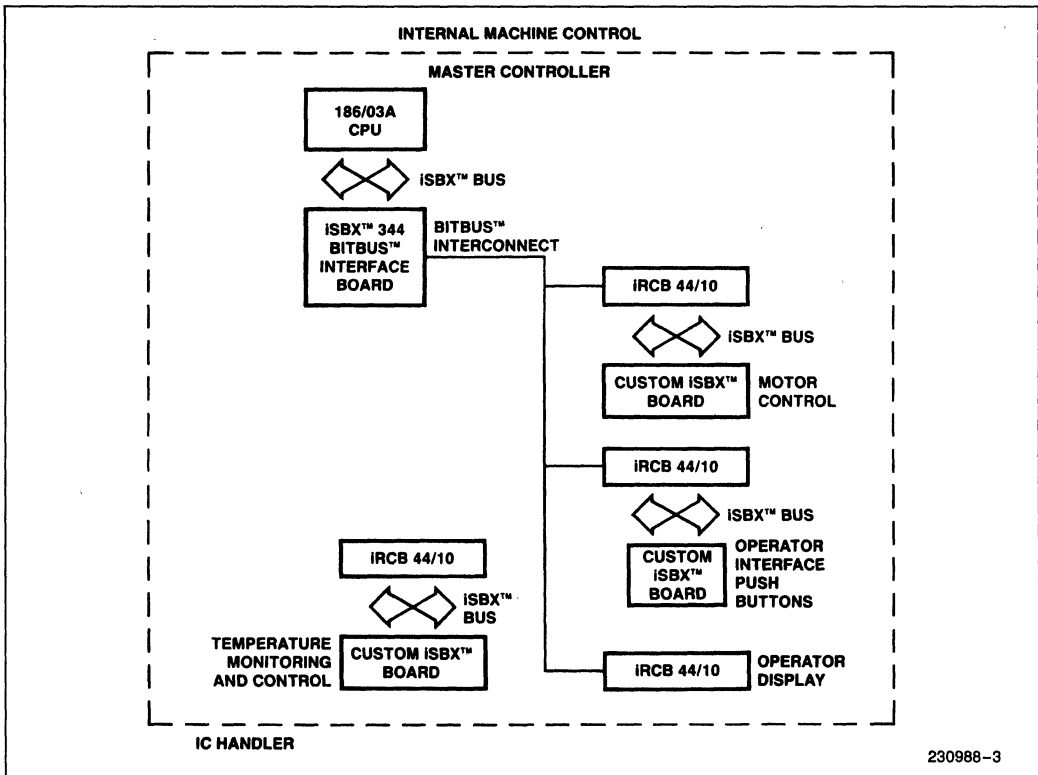 INTERNAL MACHINE CONTROL
MASTER CONTROLLER
186/03A
CPU
iSBX™ BUS
iSBX™ 344
BITBUS™
INTERFACE
BOARD
BITBUS™
INTERCONNECT
iRCB 44/10
iSBX™ BUS
CUSTOM iSBX™
BOARD
MOTOR
CONTROL
iRCB 44/10
iSBX™ BUS
CUSTOM
iSBX™
BOARD
OPERATOR
INTERFACE
PUSH
BUTTONS
iRCB 44/10
iSBX™
BUS
TEMPERATURE
MONITORING
AND CONTROL
CUSTOM iSBX™
BOARD
iRCB 44/10
OPERATOR
DISPLAY
IC HANDLER
230988–3